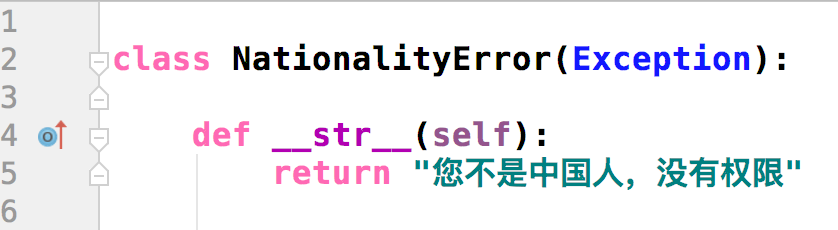 1
2 class NationalityError(Exception):
3
4 def __str__(self):
5 return "您不是中国人，没有权限"
6